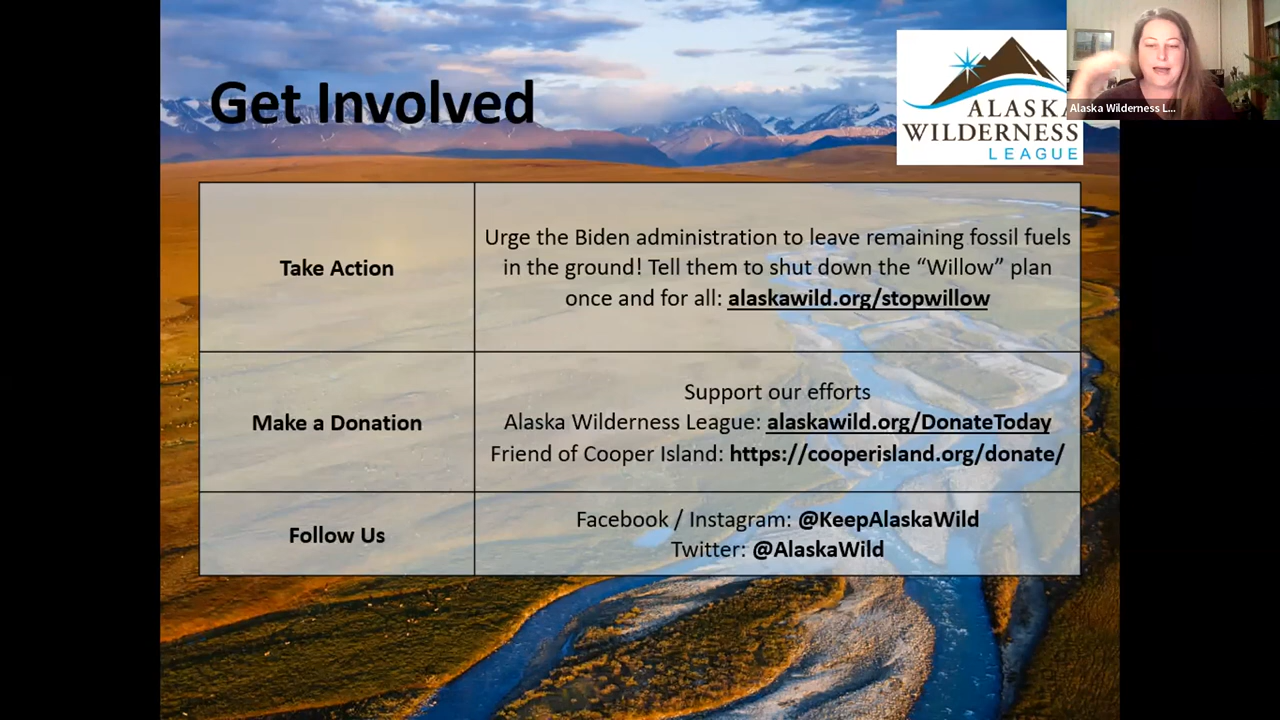 Get Involved
ALASKA
WILDERNESS
LEAGUE
Alaska Wilderness L...
Take Action
Urge the Biden administration to leave remaining fossil fuels
in the ground! Tell them to shut down the “Willow” plan
once and for all: alaskawild.org/stopwillow
Make a Donation
Support our efforts
Alaska Wilderness League: alaskawild.org/DonateToday
Friend of Cooper Island: https://cooperisland.org/donate/
Follow Us
Facebook / Instagram: @KeepAlaskaWild
Twitter: @AlaskaWild